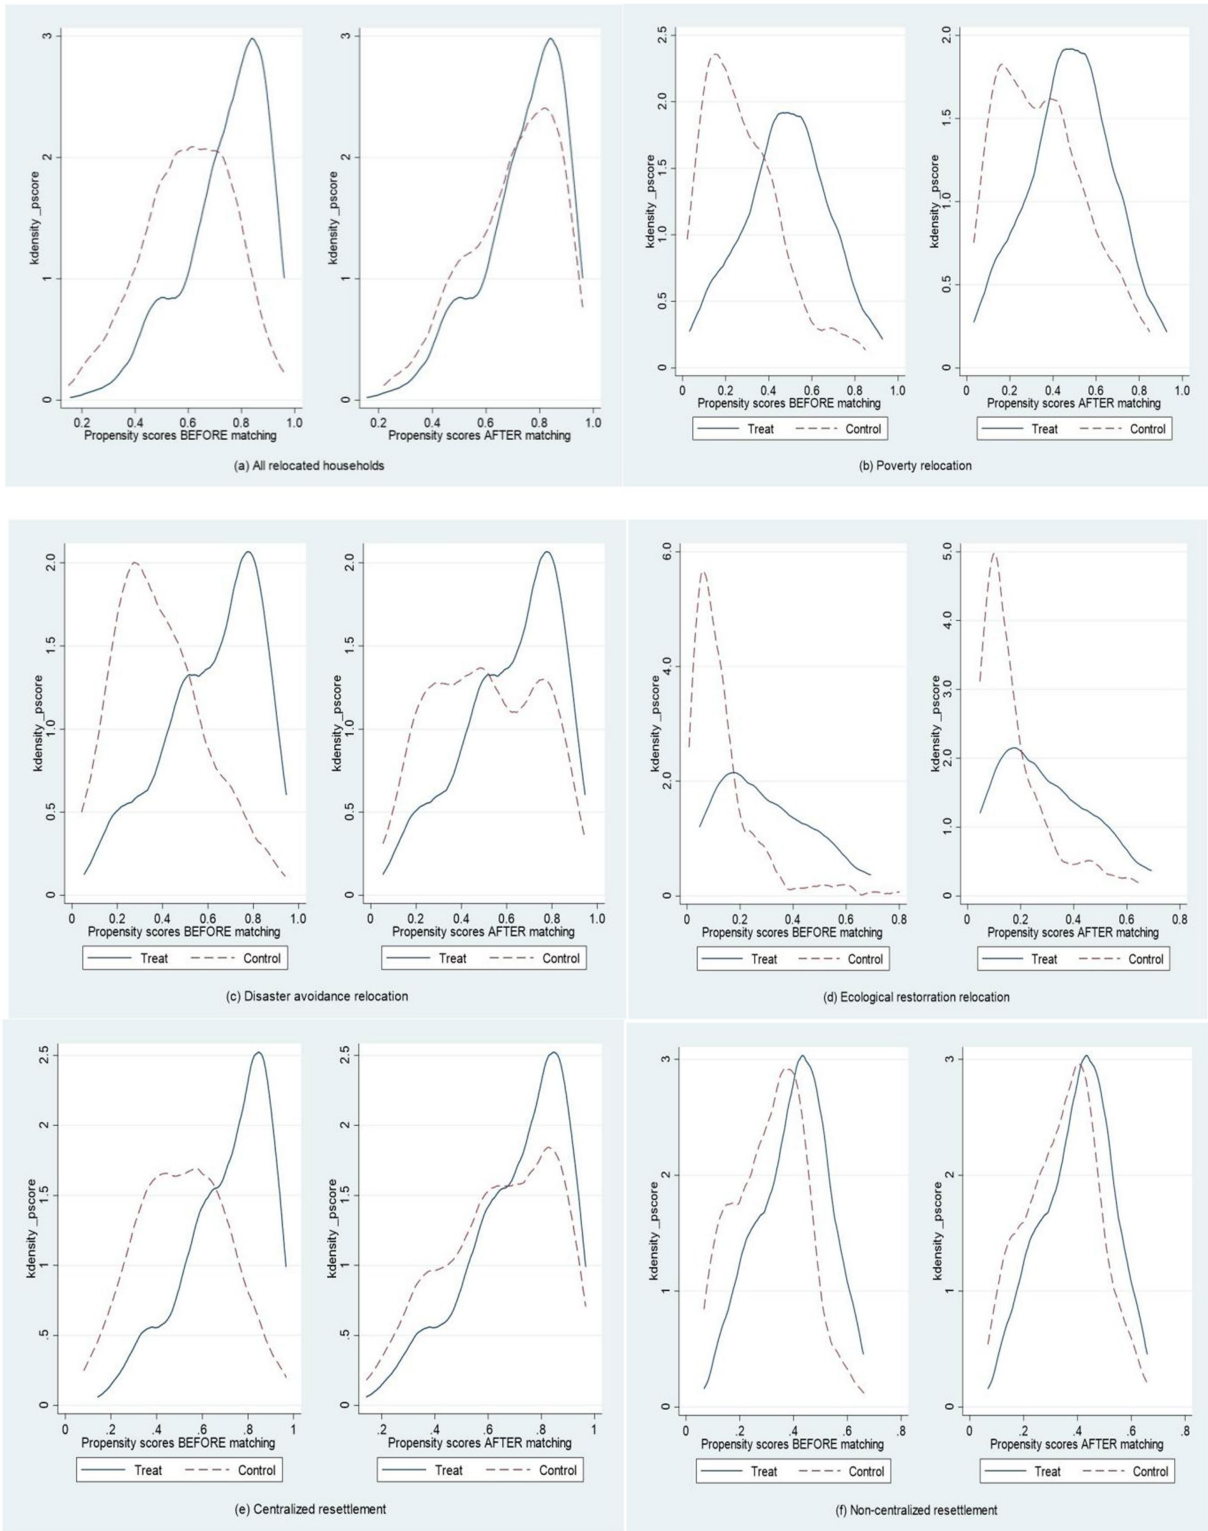 3
2
1
0
kdensity _pscore
0.2 0.4 0.6 0.8 1.0
Propensity scores BEFORE matching
3
2
1
0
kdensity _pscore
0.2 0.4 0.6 0.8 1.0
Propensity scores AFTER matching
(a) All relocated households
2.5
2.0
1.5
1.0
0.5
0
kdensity _pscore
0 0.2 0.4 0.6 0.8 1.0
Propensity scores BEFORE matching
Treat Control
2.0
1.5
1.0
0.5
0
kdensity _pscore
0 0.2 0.4 0.6 0.8 1.0
Propensity scores AFTER matching
Treat Control
(b) Poverty relocation
2.0
1.5
1.0
0.5
0
kdensity _pscore
0 0.2 0.4 0.6 0.8 1.0
Propensity scores BEFORE matching
Treat Control
2.0
1.5
1.0
0.5
0
kdensity _pscore
0 0.2 0.4 0.6 0.8 1.0
Propensity scores AFTER matching
Treat Control
(c) Disaster avoidance relocation
6.0
4.0
2.0
0
kdensity _pscore
0 0.2 0.4 0.6 0.8
Propensity scores BEFORE matching
Treat Control
5.0
4.0
3.0
2.0
1.0
0
kdensity _pscore
0 0.2 0.4 0.6 0.8
Propensity scores AFTER matching
Treat Control
(d) Ecological restorration relocation
2.5
2
1.5
1
.5
0
kdensity _pscore
0 .2 .4 .6 .8 1
Propensity scores BEFORE matching
Treat Control
2.5
2
1.5
1
.5
0
kdensity _pscore
.2 .4 .6 .8 1
Propensity scores AFTER matching
Treat Control
(e) Centralized resettlement
3
2
1
0
kdensity _pscore
0 .2 .4 .6 .8
Propensity scores BEFORE matching
Treat Control
3
2
1
0
kdensity _pscore
0 .2 .4 .6 .8
Propensity scores AFTER matching
Treat Control
(f) Non-centralized resettlement